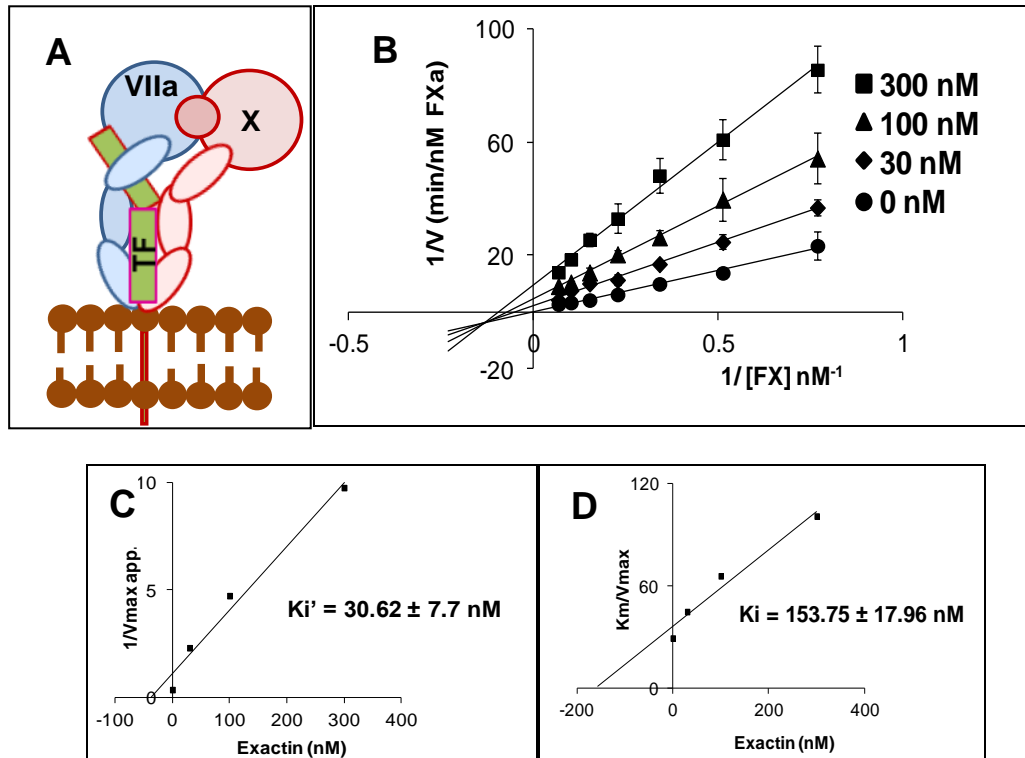 A
VIIa
X
TF
B
1/V (min/nM FXa)
100
60
20
-20
-0.5
0
0.5
1
1/ [FX] nM⁻¹
300 nM
100 nM
30 nM
0 nM
C
1/Vmax app.
10
5
0
-100
0
100
200
300
400
Ki’ = 30.62 ± 7.7 nM
Exactin (nM)
D
Km/Vmax
120
60
0
-200
0
200
400
Ki = 153.75 ± 17.96 nM
Exactin (nM)